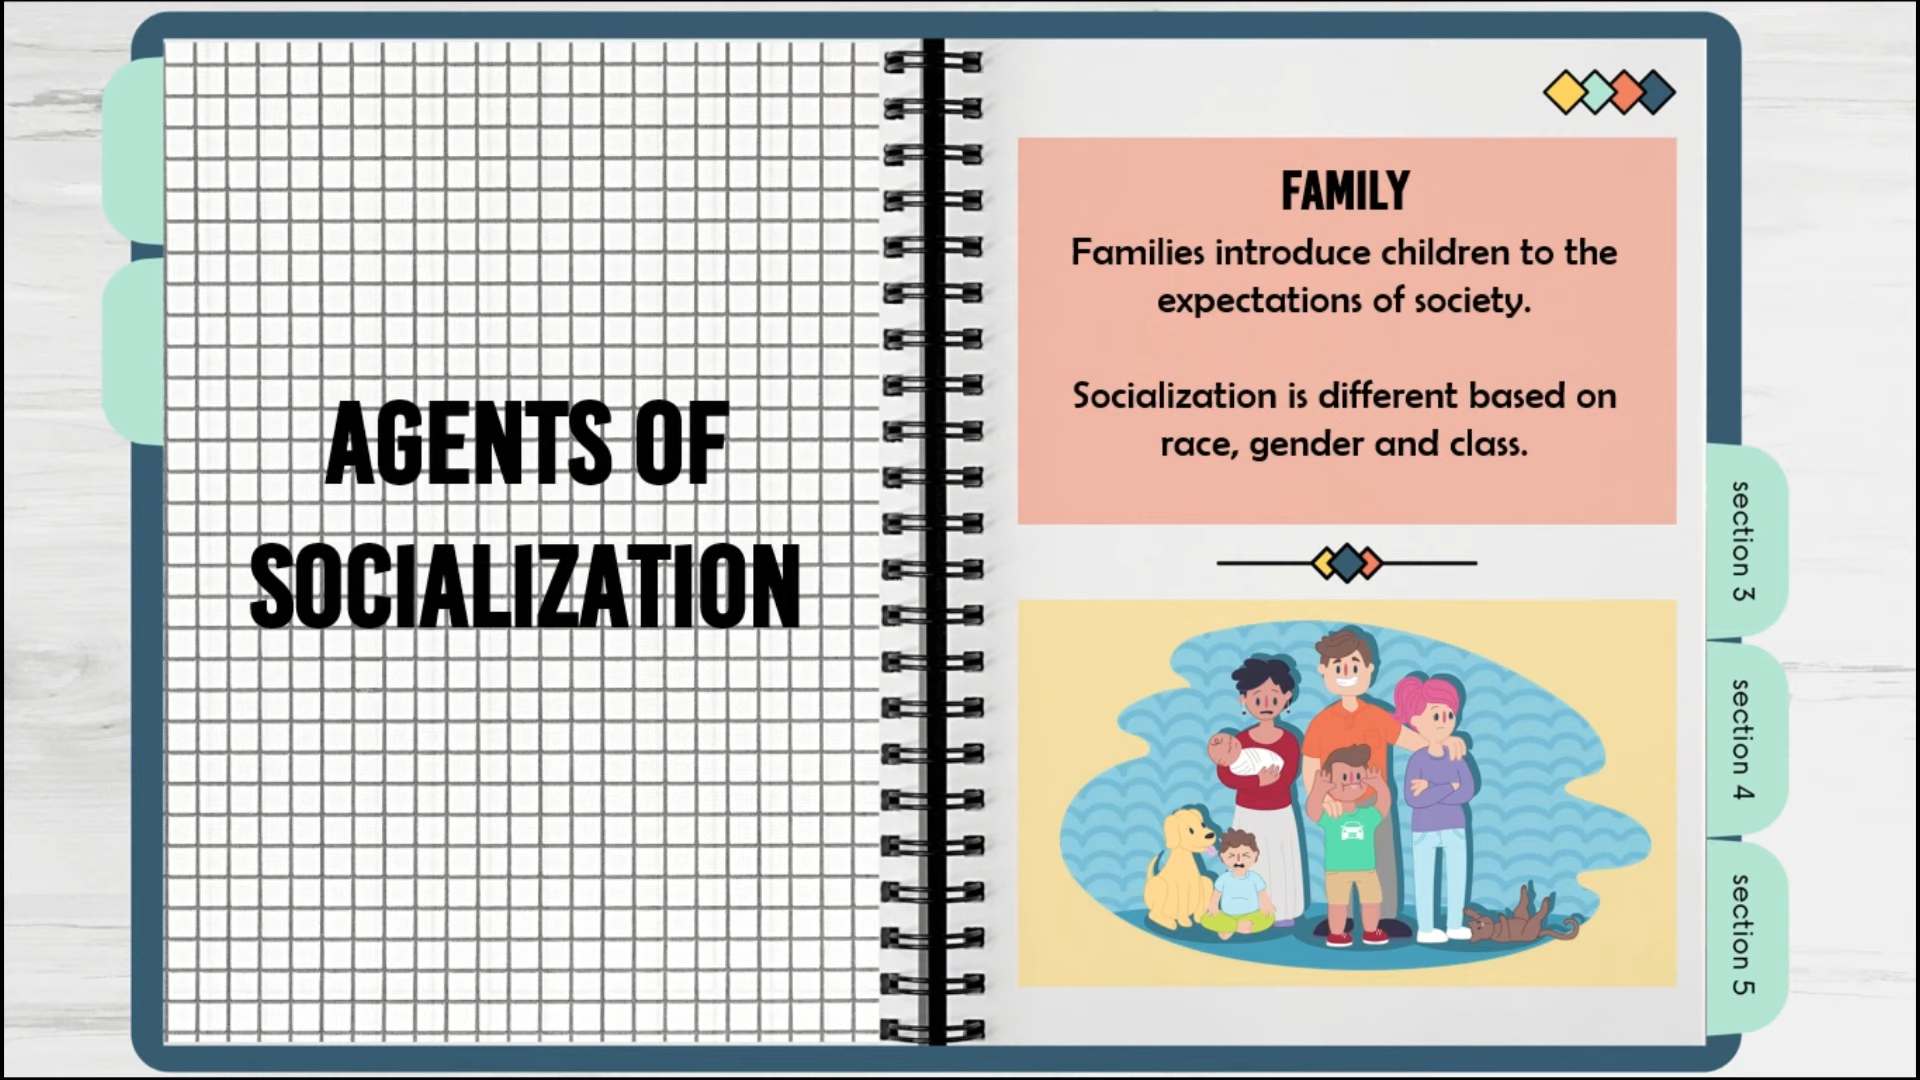 AGENTS OF
SOCIALIZATION
FAMILY
Families introduce children to the
expectations of society.
Socialization is different based on
race, gender and class.
section 3
section 4
section 5